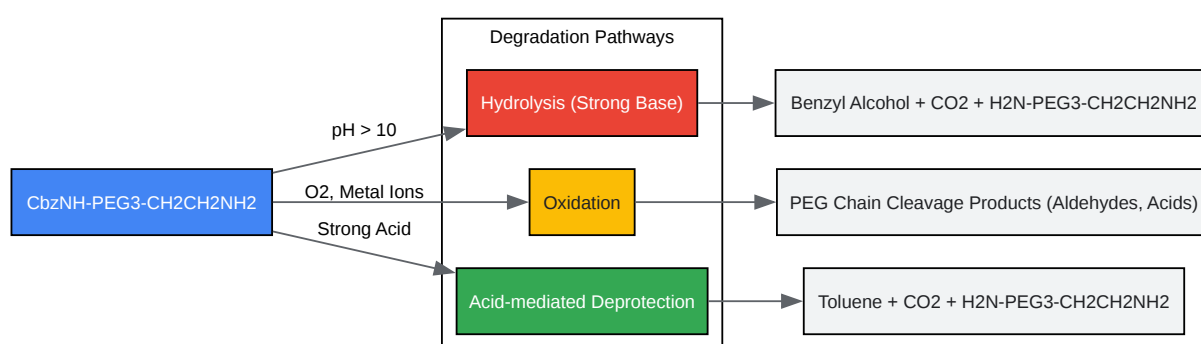 Degradation Pathways
Hydrolysis (Strong Base)
Benzyl Alcohol + CO2 + H2N-PEG3-CH2CH2NH2
pH > 10
CbzNH-PEG3-CH2CH2NH2
O2, Metal Ions
Oxidation
PEG Chain Cleavage Products (Aldehydes, Acids)
Strong Acid
Acid-mediated Deprotection
Toluene + CO2 + H2N-PEG3-CH2CH2NH2